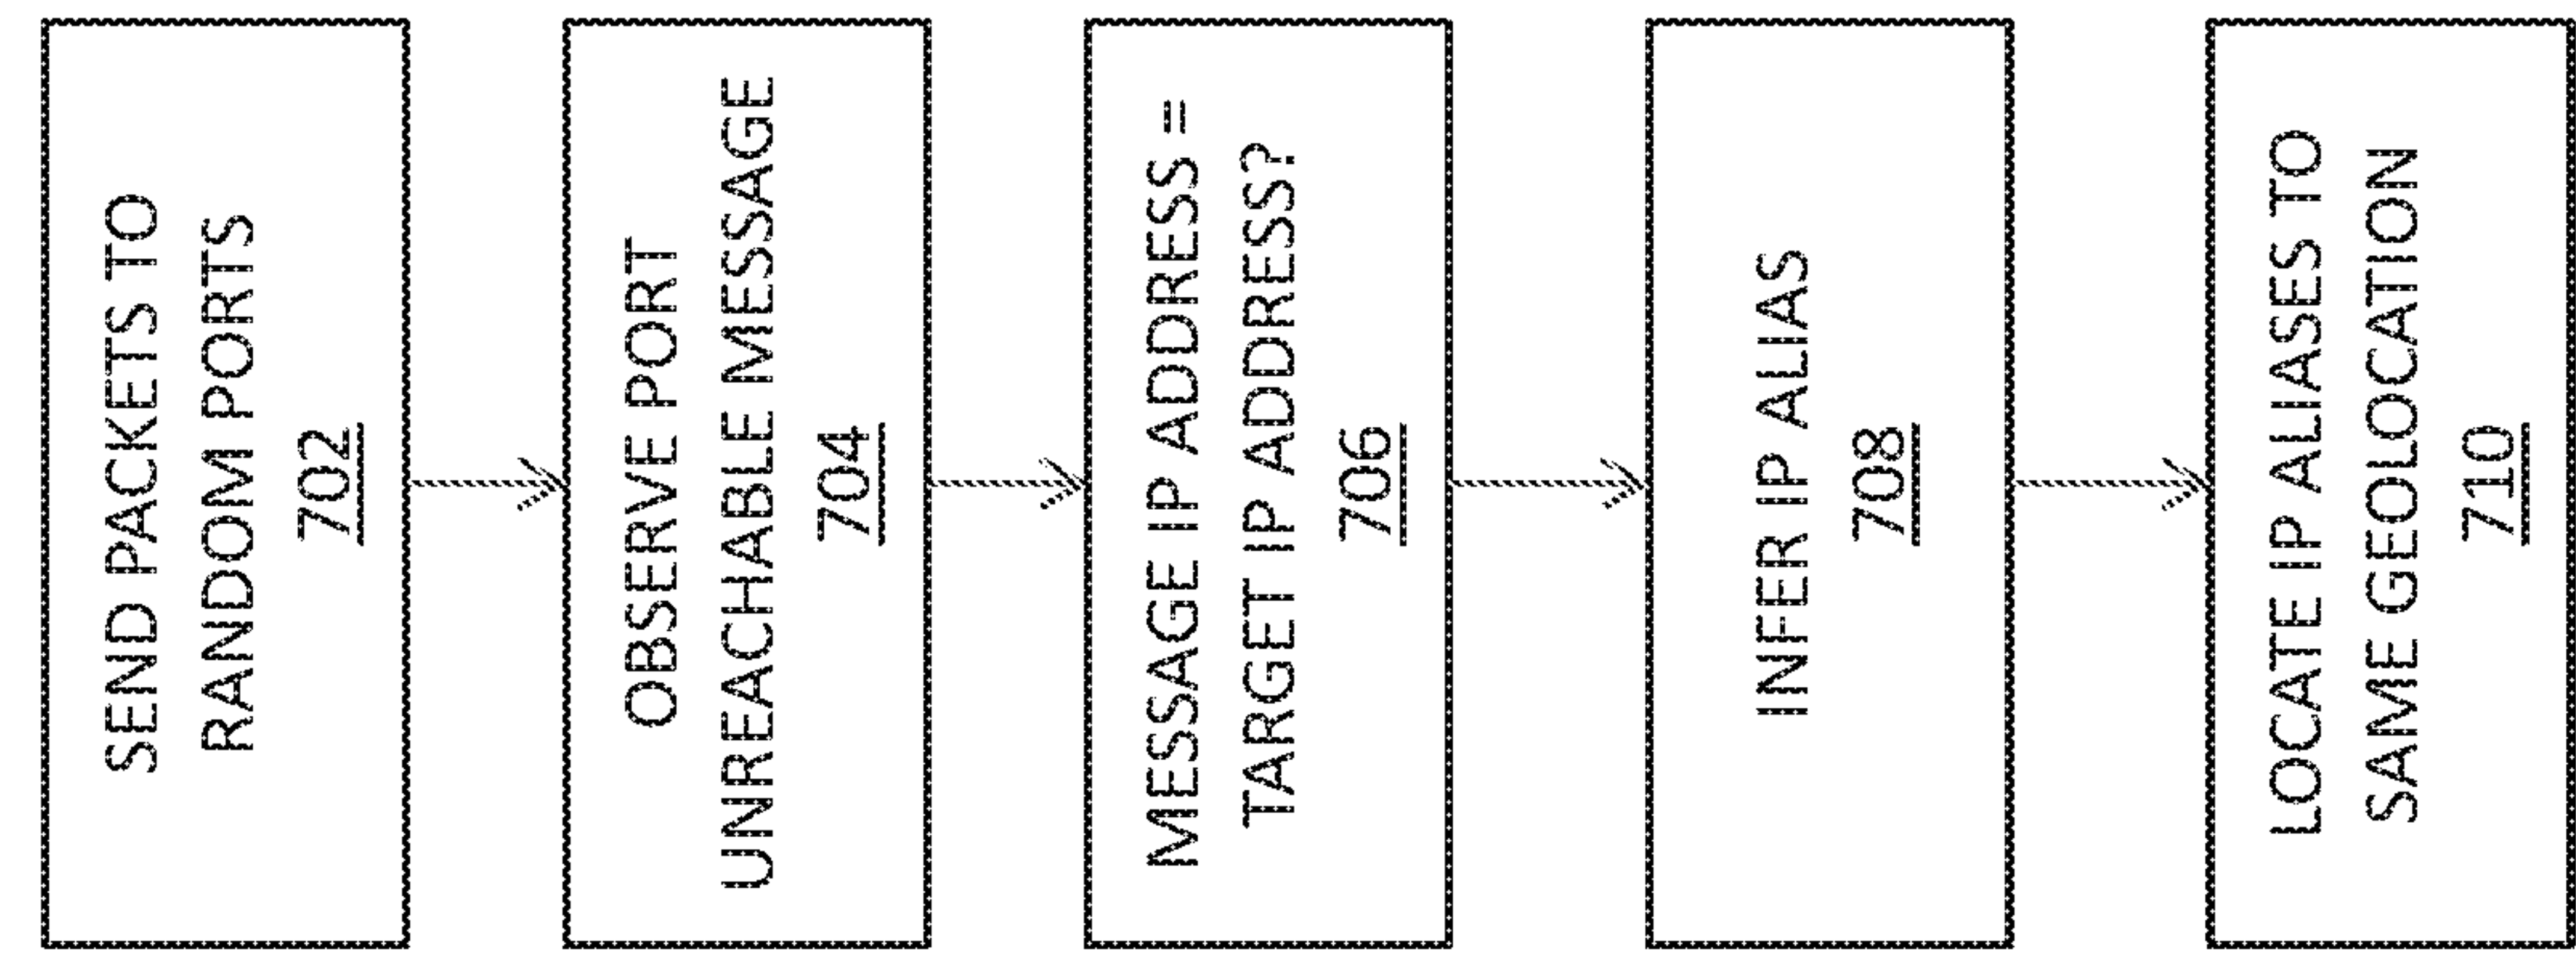 SEND PACKETS TO
RANDOM PORTS
702
OBSERVE PORT
UNREACHABLE MESSAGE
704
MESSAGE IP ADDRESS =
TARGET IP ADDRESS?
706
INFER IP ALIAS
708
LOCATE IP ALIASES TO
SAME GEOLOCATION
710